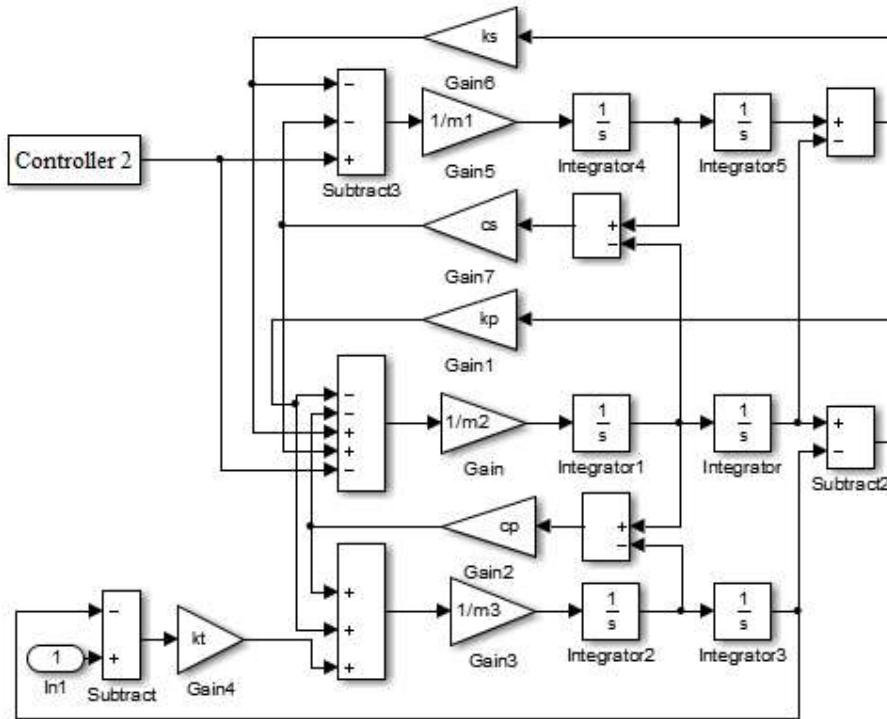 ks
Gain6
Controller 2
−
−
+
Subtract3
1/m1
Gain5
1
s
Integrator4
1
s
Integrator5
+
−
cs
Gain7
+
−
kp
Gain1
−
−
+
+
−
1/m2
Gain
1
s
Integrator1
1
s
Integrator
+
−
Subtract2
cp
Gain2
+
−
+
+
+
1/m3
Gain3
1
s
Integrator2
1
s
Integrator3
−
+
Subtract
1
In1
kt
Gain4